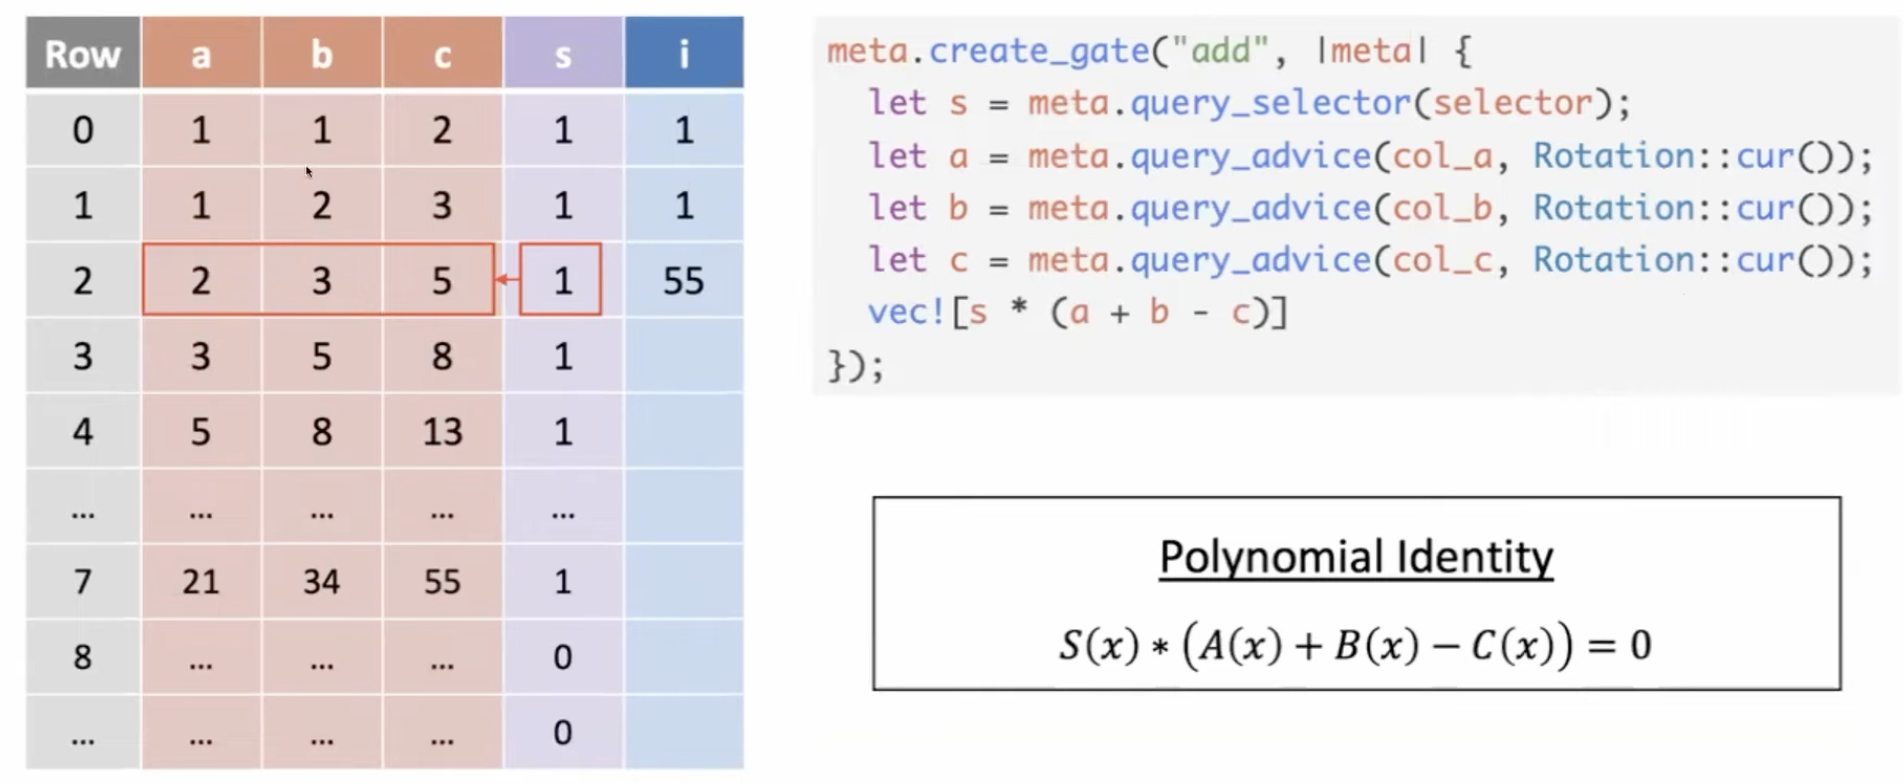 Row a b c s i
0 1 1 2 1 1
1 1 2 3 1 1
2 2 3 5 1 55
3 3 5 8 1
4 5 8 13 1
... ... ... ... ...
7 21 34 55 1
8 ... ... ... 0
... ... ... ... 0
meta.create_gate("add", |meta| {
let s = meta.query_selector(selector);
let a = meta.query_advice(col_a, Rotation::cur());
let b = meta.query_advice(col_b, Rotation::cur());
let c = meta.query_advice(col_c, Rotation::cur());
vec![s * (a + b - c)]
});
Polynomial Identity
S(x) * (A(x) + B(x) − C(x)) = 0